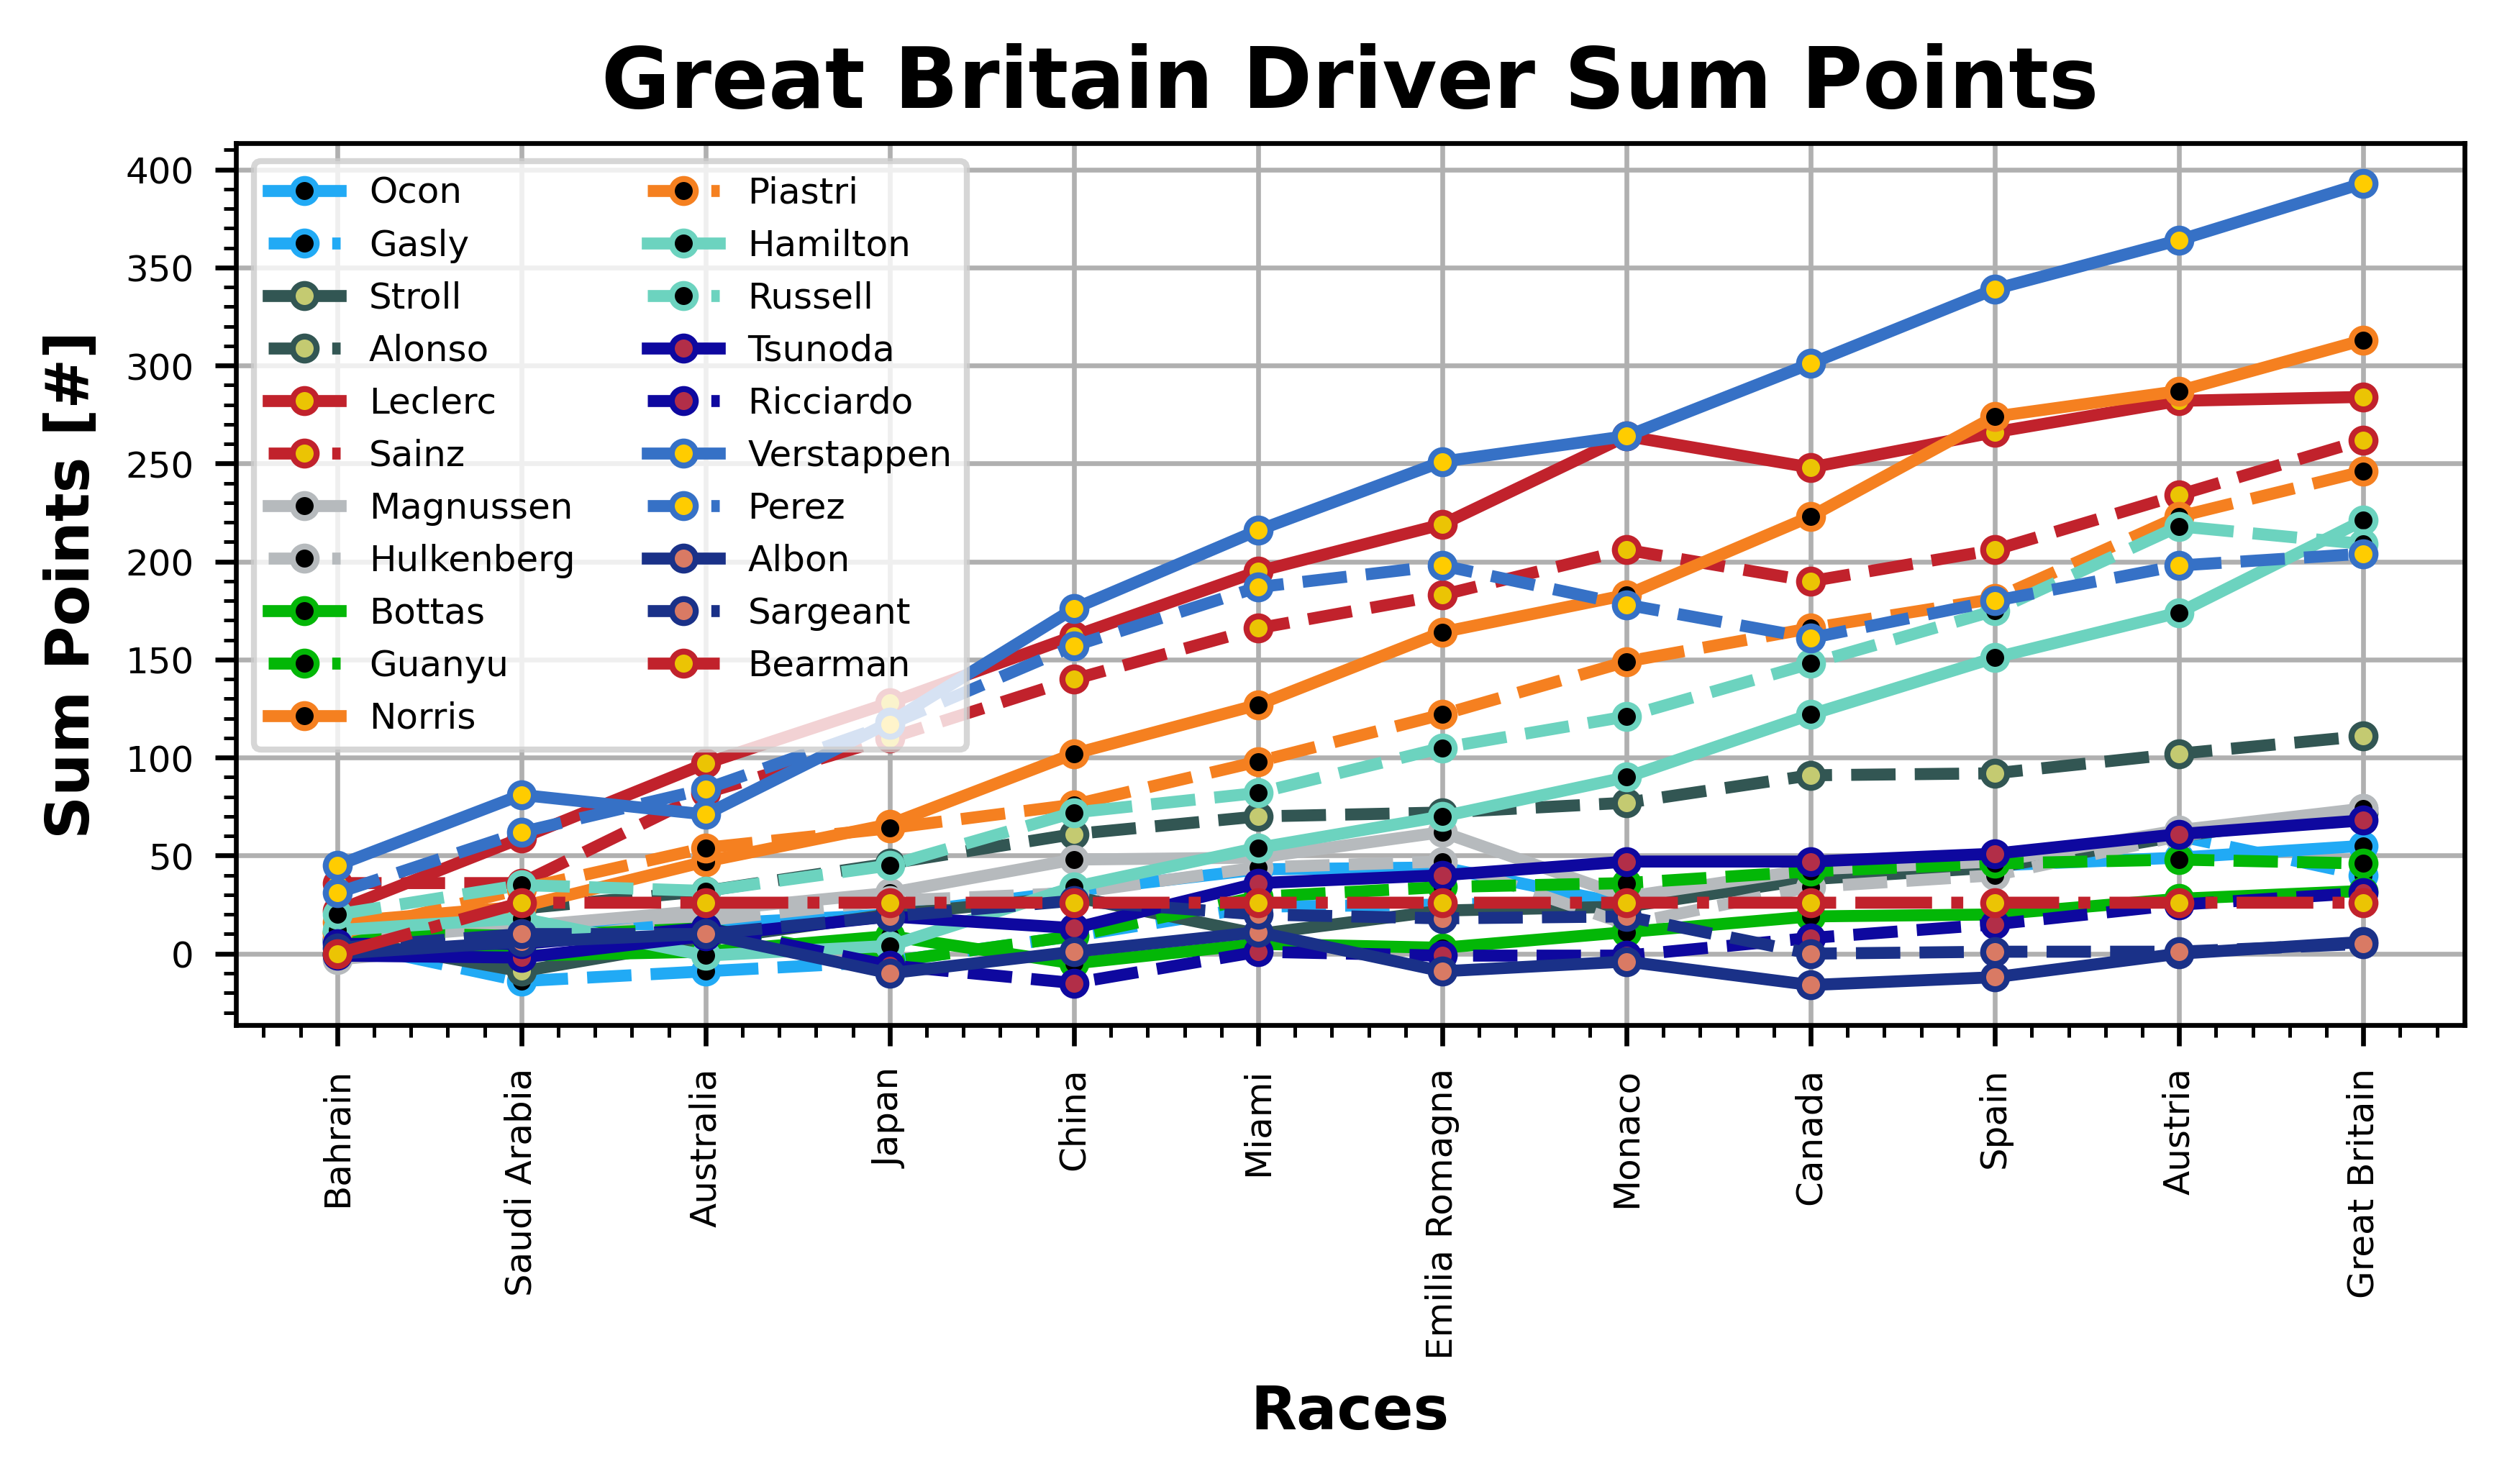 Great Britain Driver Sum Points
Sum Points [#]
400
350
300
250
200
150
100
50
0
Ocon
Gasly
Stroll
Alonso
Leclerc
Sainz
Magnussen
Hulkenberg
Bottas
Guanyu
Norris
Piastri
Hamilton
Russell
Tsunoda
Ricciardo
Verstappen
Perez
Albon
Sargeant
Bearman
Bahrain
Saudi Arabia
Australia
Japan
China
Miami
Emilia Romagna
Monaco
Canada
Spain
Austria
Great Britain
Races